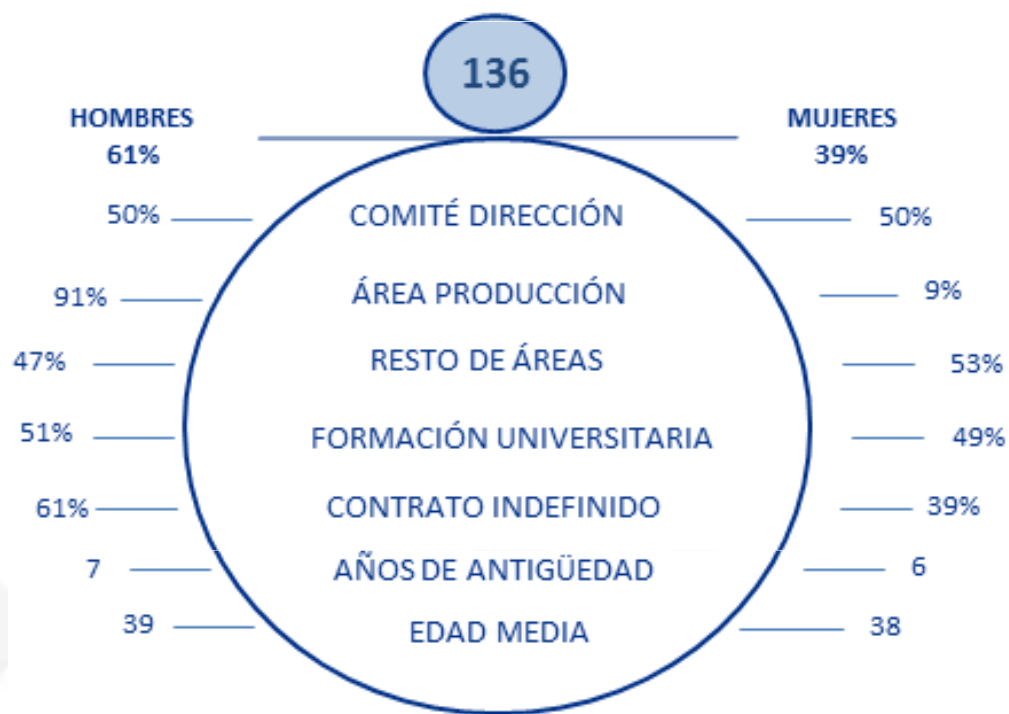 136
HOMBRES
61%
MUJERES
39%
50% COMITÉ DIRECCIÓN 50%
91% ÁREA PRODUCCIÓN 9%
47% RESTO DE ÁREAS 53%
51% FORMACIÓN UNIVERSITARIA 49%
61% CONTRATO INDEFINIDO 39%
7 AÑOS DE ANTIGÜEDAD 6
39 EDAD MEDIA 38